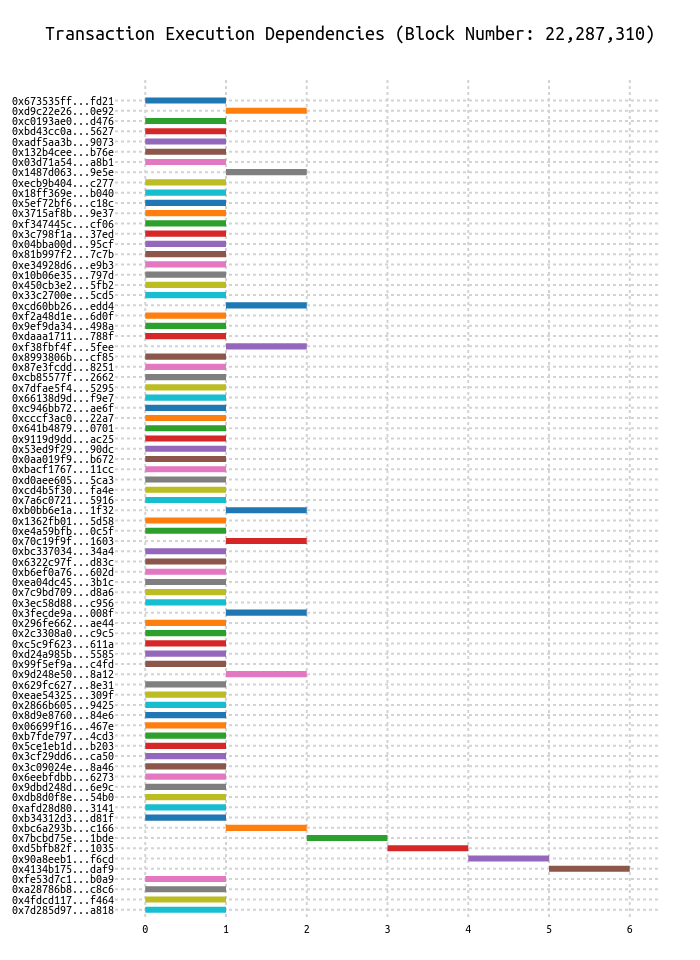 Transaction Execution Dependencies (Block Number: 22,287,310)
0x673535ff...fd21
0xd9c22e26...0e92
0xc0193ae0...d476
0xbd43cc0a...5627
0xadf5aa3b...9073
0x132b4cee...b76e
0x03d71a54...a8b1
0x1487d063...9e5e
0xecb9b404...c277
0x18ff369e...b040
0x5ef72bf6...c18c
0x3715af8b...9e37
0xf347445c...cf06
0x3c798f1a...37ed
0x04bba00d...95cf
0x81b997f2...7c7b
0xe34928d6...e9b3
0x10b06e35...797d
0x450cb3e2...5fb2
0x33c2700e...5cd5
0xcd60bb26...edd4
0xf2a48d1e...6d0f
0x9ef9da34...498a
0xdaaa1711...788f
0xf38fbf4f...5fee
0x8993806b...cf85
0x87e3fcdd...8251
0xcb85577f...2662
0x7dfae5f4...5295
0x66138d9d...f9e7
0xc946bb72...ae6f
0xcccf3ac0...22a7
0x641b4879...0701
0x9119d9dd...ac25
0x53ed9f29...90dc
0x0aa019f9...b672
0xbacf1767...11cc
0xd0aee605...5ca3
0xcd4b5f30...fa4e
0x7a6c0721...5916
0xb0bb6e1a...1f32
0x1362fb01...5d58
0xe4a59bfb...0c5f
0x70c19f9f...1603
0xbc337034...34a4
0x6322c97f...d83c
0xb6ef0a76...602d
0xea04dc45...3b1c
0x7c9bd709...d8a6
0x3ec58d88...c956
0x3fecde9a...008f
0x296fe662...ae44
0x2c3308a0...c9c5
0xc5c9f623...611a
0xd24a985b...5585
0x99f5ef9a...c4fd
0x9d248e50...8a12
0x629fc627...8e31
0xeae54325...309f
0x2866b605...9425
0x8d9e8760...84e6
0x06699f16...467e
0xb7fde797...4cd3
0x5ce1eb1d...b203
0x3cf29dd6...ca50
0x3c09024e...8a46
0x6eebfdbb...6273
0x9dbd248d...6e9c
0xdb8d0f8e...54b0
0xafd28d80...3141
0xb34312d3...d81f
0xbc6a293b...c166
0x7bcbd75e...1bde
0xd5bfb82f...1035
0x90a8eeb1...f6cd
0x4134b175...daf9
0xfe53d7c1...b0a9
0xa28786b8...c8c6
0x4fdcd117...f464
0x7d285d97...a818
0 1 2 3 4 5 6